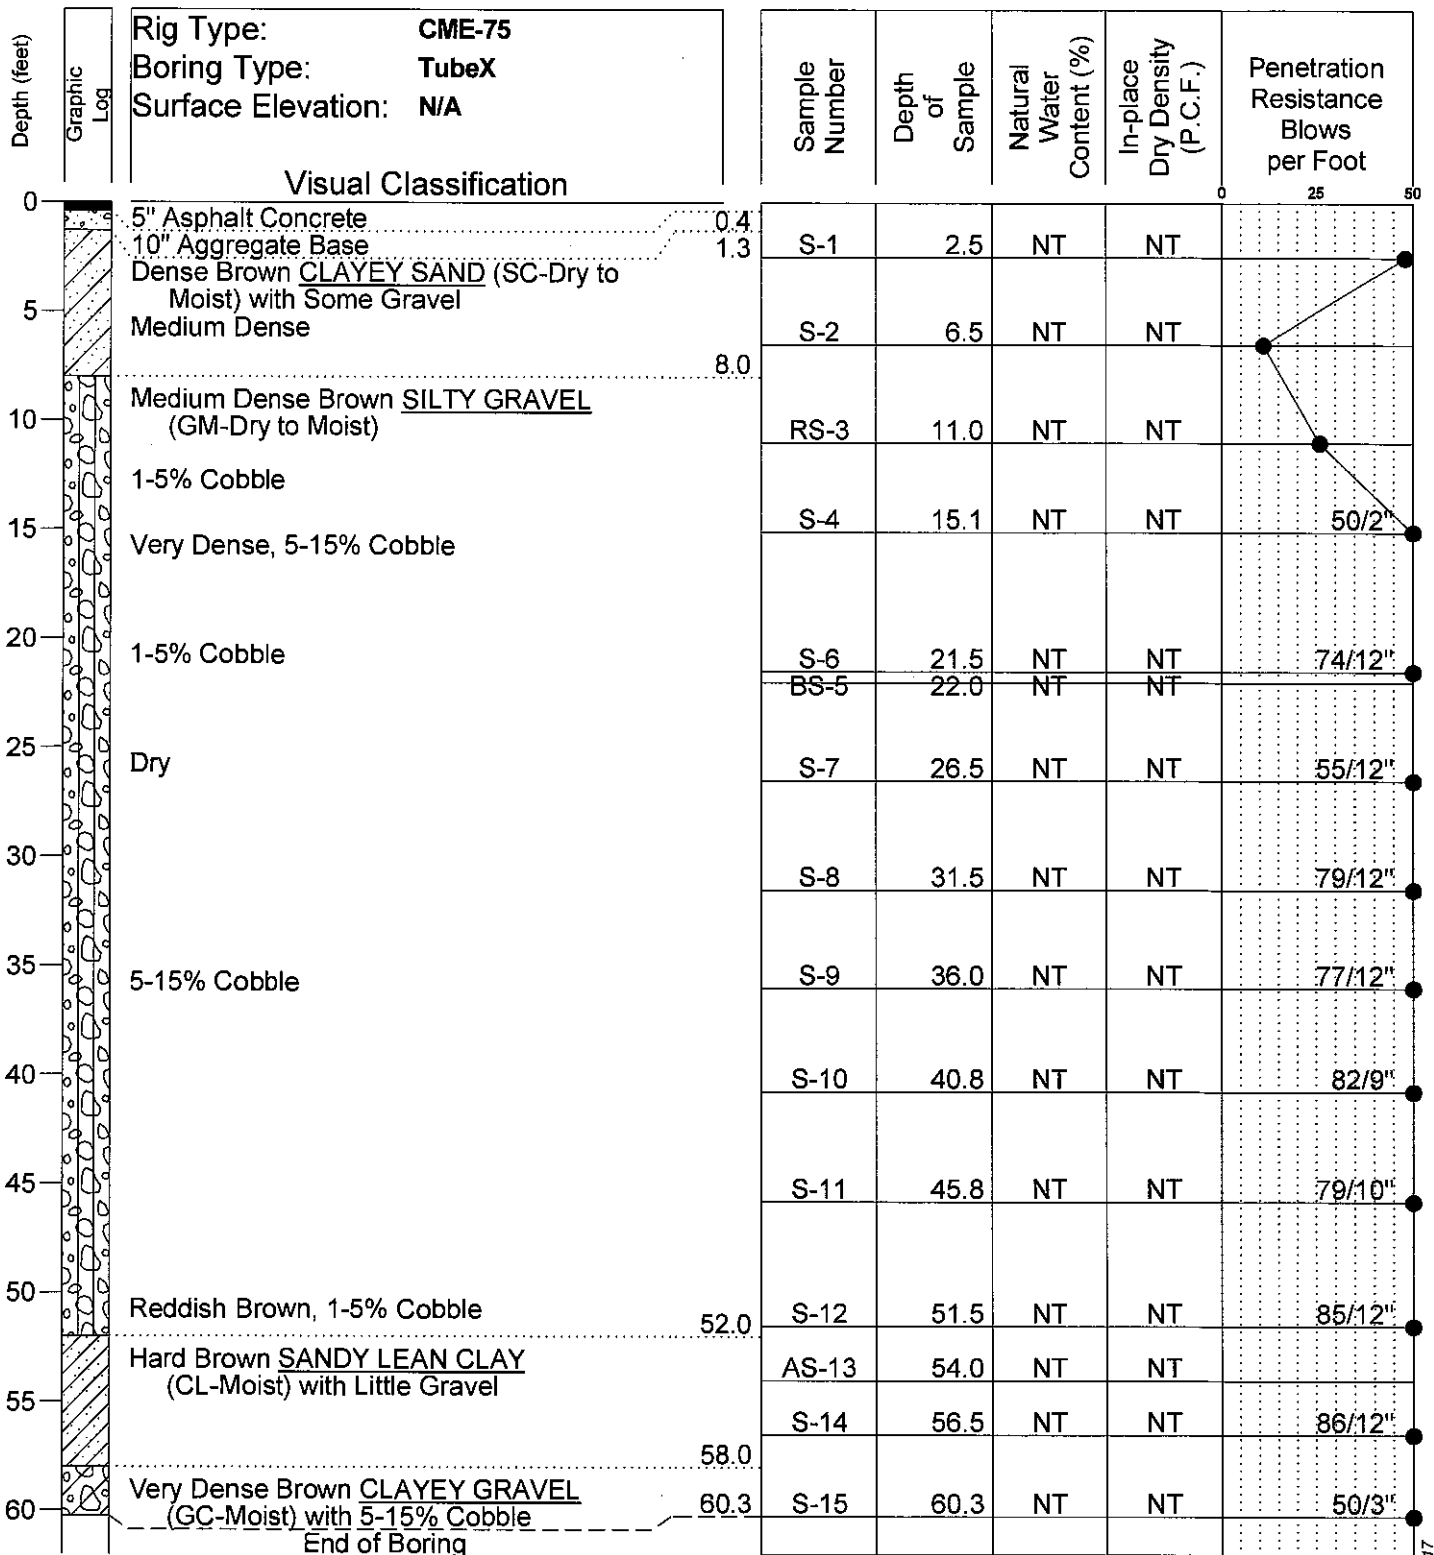 Depth (feet)
Graphic
Log
Rig Type: CME-75
Boring Type: TubeX
Surface Elevation: N/A
Visual Classification
Sample
Number
Depth
of
Sample
Natural
Water
Content (%)
In-place
Dry Density
(P.C.F.)
Penetration
Resistance
Blows
per Foot
0 25 50
0
5" Asphalt Concrete 0.4
10" Aggregate Base 1.3
S-1 2.5 NT NT
Dense Brown CLAYEY SAND (SC-Dry to
Moist) with Some Gravel
5
Medium Dense
S-2 6.5 NT NT
8.0
Medium Dense Brown SILTY GRAVEL
(GM-Dry to Moist)
10
RS-3 11.0 NT NT
1-5% Cobble
15
S-4 15.1 NT NT 50/2"
Very Dense, 5-15% Cobble
20
1-5% Cobble
S-6 21.5 NT NT 74/12"
BS-5 22.0 NT NT
25
Dry
S-7 26.5 NT NT 55/12"
30
S-8 31.5 NT NT 79/12"
35
5-15% Cobble
S-9 36.0 NT NT 77/12"
40
S-10 40.8 NT NT 82/9"
45
S-11 45.8 NT NT 79/10"
50
Reddish Brown, 1-5% Cobble 52.0
S-12 51.5 NT NT 85/12"
Hard Brown SANDY LEAN CLAY
(CL-Moist) with Little Gravel
AS-13 54.0 NT NT
55
S-14 56.5 NT NT 86/12"
58.0
Very Dense Brown CLAYEY GRAVEL
(GC-Moist) with 5-15% Cobble
60
60.3
S-15 60.3 NT NT 50/3"
End of Boring
17